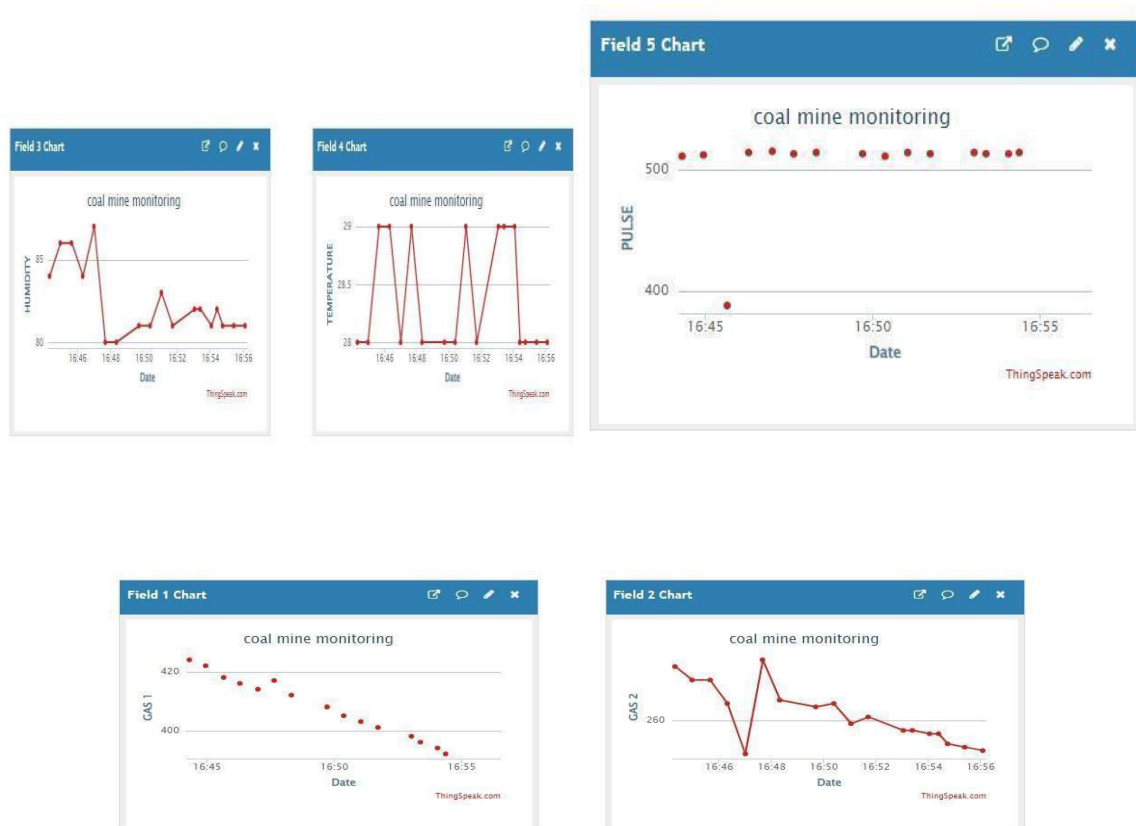 Field 5 Chart
coal mine monitoring
500
400
PULSE
16:45 16:50 16:55
Date
ThingSpeak.com
Field 3 Chart
coal mine monitoring
85
80
HUMIDITY
16:46 16:48 16:50 16:52 16:54 16:56
Date
ThingSpeak.com
Field 4 Chart
coal mine monitoring
29
28.5
28
TEMPERATURE
16:46 16:48 16:50 16:52 16:54 16:56
Date
ThingSpeak.com
Field 1 Chart
coal mine monitoring
420
400
GAS 1
16:45 16:50 16:55
Date
ThingSpeak.com
Field 2 Chart
coal mine monitoring
260
GAS 2
16:46 16:48 16:50 16:52 16:54 16:56
Date
ThingSpeak.com